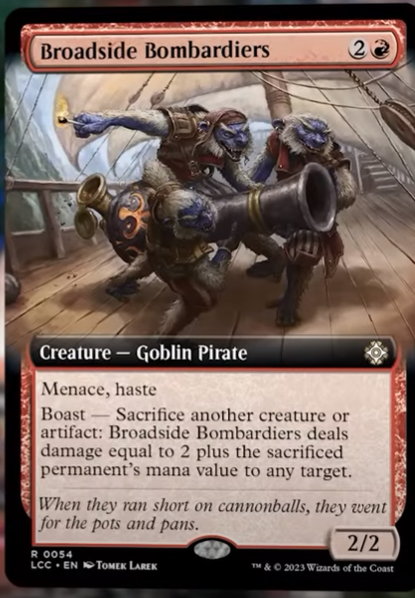 Broadside Bombardiers 2
Creature — Goblin Pirate
Menace, haste
Boast — Sacrifice another creature or
artifact: Broadside Bombardiers deals
damage equal to 2 plus the sacrificed
permanent's mana value to any target.
When they ran short on cannonballs, they went
for the pots and pans.
2/2
R 0054
LCC • EN Tomek Larek
™ & © 2023 Wizards of the Coast